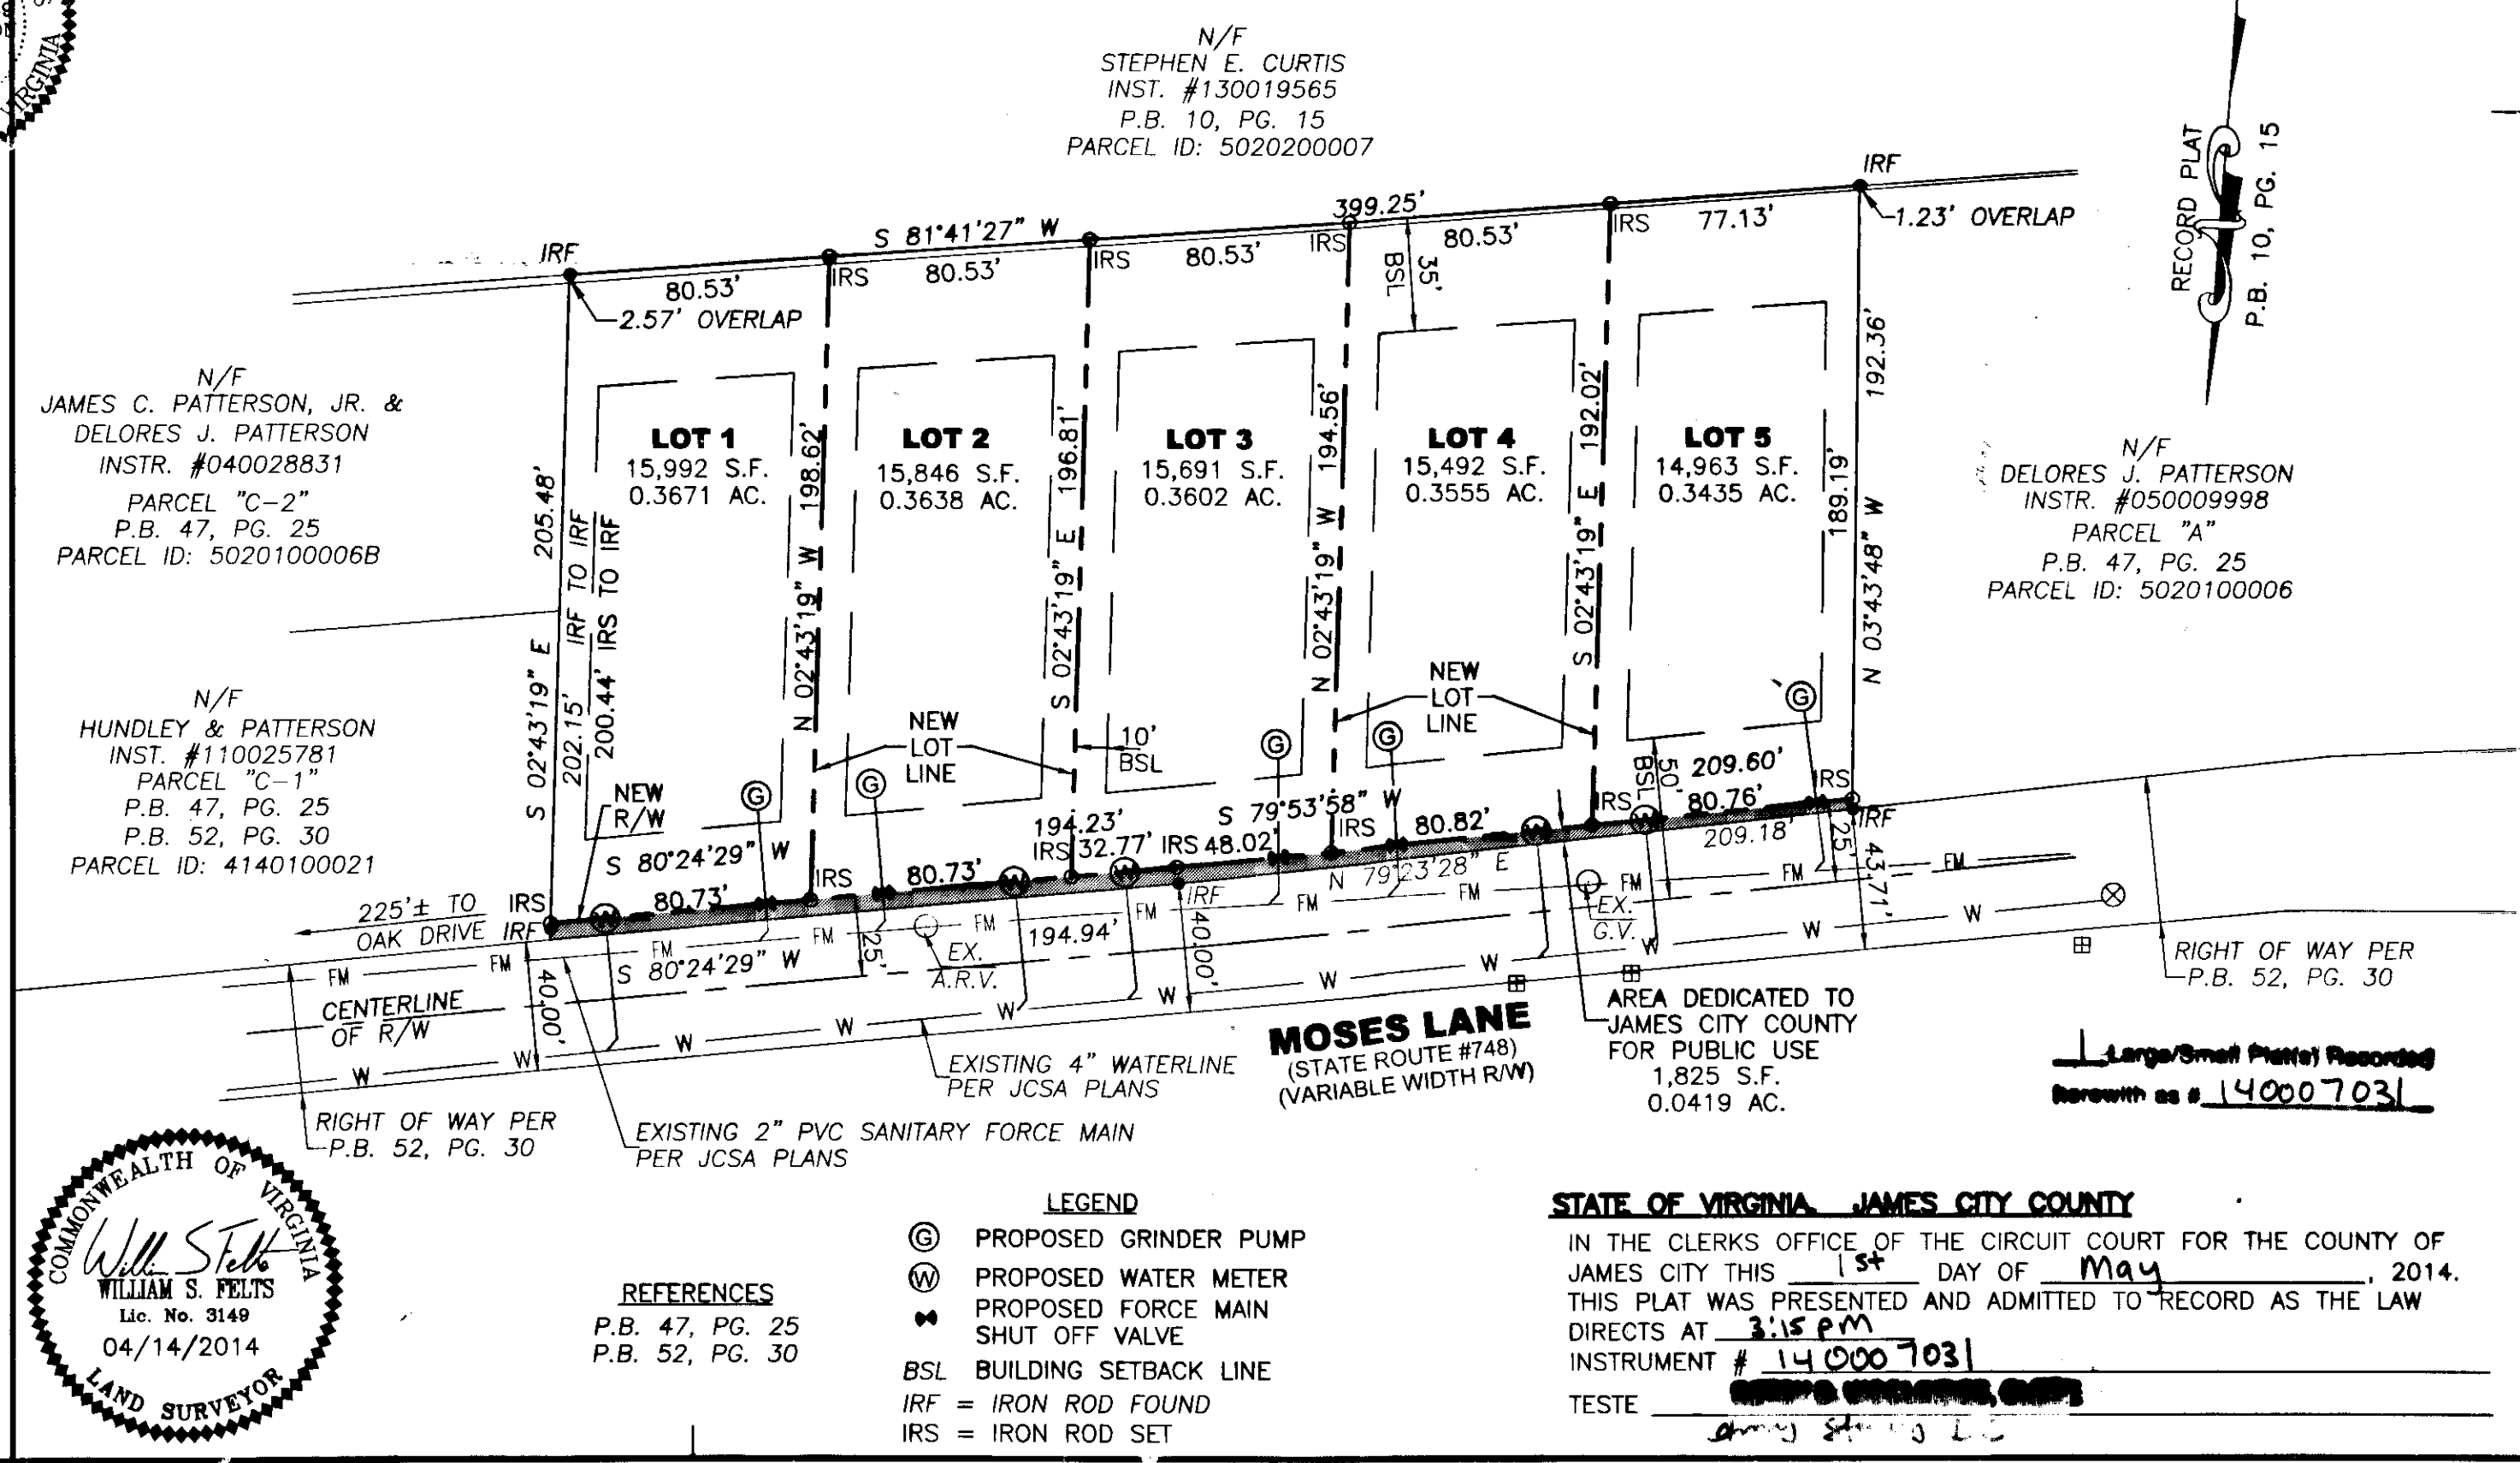 VIRGINIA
N/F
STEPHEN E. CURTIS
INST. #130019565
P.B. 10, PG. 15
PARCEL ID: 5020200007
RECORD PLAT
P.B. 10, PG. 15
IRF
1.23' OVERLAP
399.25'
S 81°41'27" W
IRF
80.53'
IRS
80.53'
IRS
80.53'
IRS
80.53'
IRS
77.13'
2.57' OVERLAP
35'
BSL
N/F
JAMES C. PATTERSON, JR. &
DELORES J. PATTERSON
INSTR. #040028831
PARCEL "C-2"
P.B. 47, PG. 25
PARCEL ID: 5020100006B
N/F
HUNDLEY & PATTERSON
INST. #110025781
PARCEL "C-1"
P.B. 47, PG. 25
P.B. 52, PG. 30
PARCEL ID: 4140100021
S 02°43'19" E 205.48'
202.15' IRF TO IRF
200.44' IRS TO IRF
LOT 1
15,992 S.F.
0.3671 AC.
N 02°43'19" W 198.62'
LOT 2
15,846 S.F.
0.3638 AC.
S 02°43'19" E 196.81'
LOT 3
15,691 S.F.
0.3602 AC.
N 02°43'19" W 194.56'
LOT 4
15,492 S.F.
0.3555 AC.
S 02°43'19" E 192.02'
LOT 5
14,963 S.F.
0.3435 AC.
189.19'
N 03°43'48" W 192.36'
N/F
DELORES J. PATTERSON
INSTR. #050009998
PARCEL "A"
P.B. 47, PG. 25
PARCEL ID: 5020100006
NEW
R/W
NEW
LOT
LINE
10'
BSL
NEW
LOT
LINE
50'
BSL
G
G
G
G
G
209.60'
S 79°53'58" W
194.23'
S 80°24'29" W
IRS
80.73'
IRS
80.73'
IRS
32.77'
IRS
48.02'
IRS
80.82'
IRS
80.76'
IRS
W
W
W
W
W
209.18'
N 79°23'28" E
IRF
IRF
IRF
225'± TO
OAK DRIVE
194.94'
S 80°24'29" W
25'
25'
40.00'
40.00'
43.71'
EX.
A.R.V.
EX.
G.V.
FM FM FM FM FM FM FM FM FM FM FM
W W W W W W W W W W W
CENTERLINE
OF R/W
RIGHT OF WAY PER
P.B. 52, PG. 30
RIGHT OF WAY PER
P.B. 52, PG. 30
EXISTING 4" WATERLINE
PER JCSA PLANS
EXISTING 2" PVC SANITARY FORCE MAIN
PER JCSA PLANS
MOSES LANE
(STATE ROUTE #748)
(VARIABLE WIDTH R/W)
AREA DEDICATED TO
JAMES CITY COUNTY
FOR PUBLIC USE
1,825 S.F.
0.0419 AC.
1 Large/Small Plat(s) Recorded
herewith as # 140007031
COMMONWEALTH OF VIRGINIA
William S Felts
WILLIAM S. FELTS
Lic. No. 3149
04/14/2014
LAND SURVEYOR
REFERENCES
P.B. 47, PG. 25
P.B. 52, PG. 30
LEGEND
G PROPOSED GRINDER PUMP
W PROPOSED WATER METER
PROPOSED FORCE MAIN
SHUT OFF VALVE
BSL BUILDING SETBACK LINE
IRF = IRON ROD FOUND
IRS = IRON ROD SET
STATE OF VIRGINIA JAMES CITY COUNTY
IN THE CLERKS OFFICE OF THE CIRCUIT COURT FOR THE COUNTY OF
JAMES CITY THIS 1st DAY OF May, 2014.
THIS PLAT WAS PRESENTED AND ADMITTED TO RECORD AS THE LAW
DIRECTS AT 3:15 PM
INSTRUMENT # 140007031
TESTE